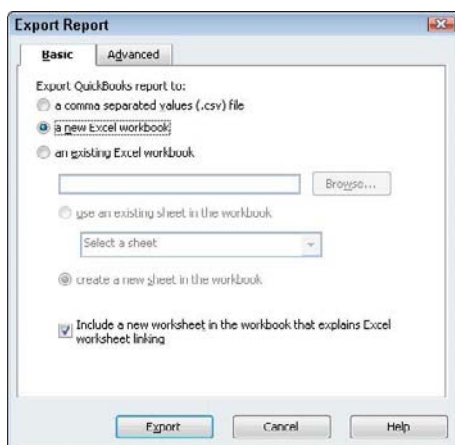 Export Report
Basic
Advanced
Export QuickBooks report to:
a comma separated values (.csv) file
a new Excel workbook
an existing Excel workbook
Browse...
use an existing sheet in the workbook
Select a sheet
create a new sheet in the workbook
Include a new worksheet in the workbook that explains Excel
worksheet linking
Export
Cancel
Help